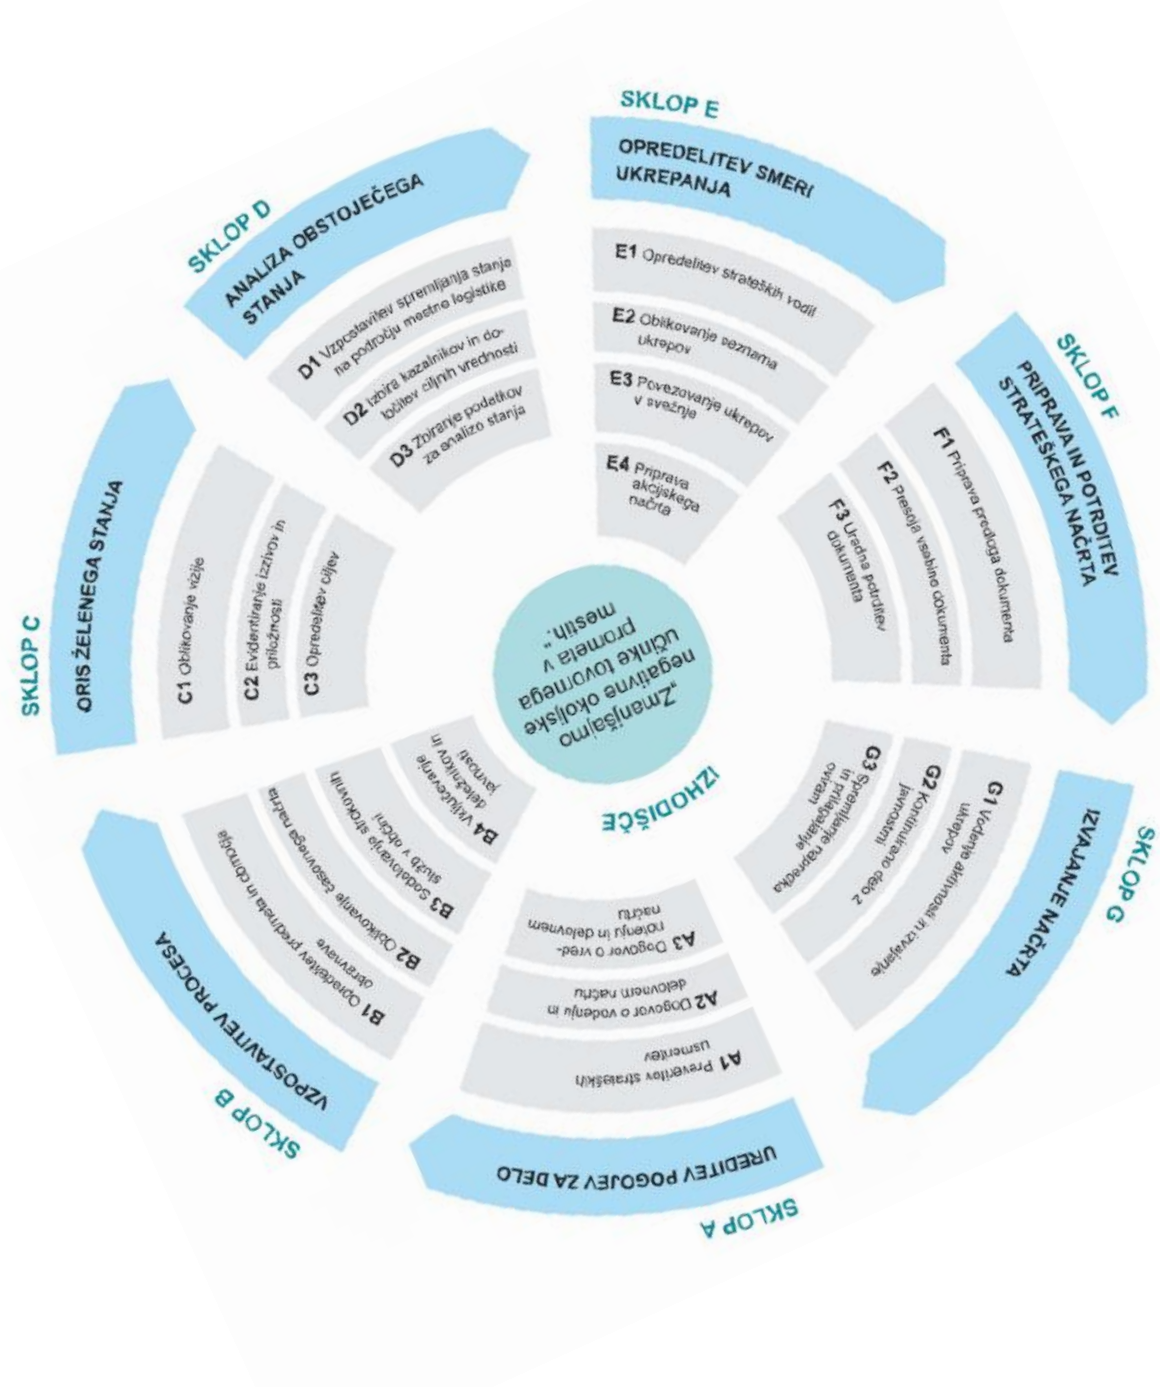 SKLOP A
UREDITEV POGOJEV ZA DELO
A1 Preveritev strateških
usmeritev
A2 Dogovor o vodenju in
delovnem načrtu
A3 Dogovor o vred-
notenju in delovnem
načrtu
SKLOP B
VZPOSTAVITEV PROCESA
B1 Opredelitev predmeta in območja
obravnave
B2 Oblikovanje časovnega načrta
B3 Sodelovanje strokovnih
služb v občini
B4 Vključevanje
deležnikov in
javnosti
SKLOP C
ORIS ŽELENEGA STANJA
C1 Oblikovanje vizije
C2 Evidentiranje izzivov in
priložnosti
C3 Opredelitev ciljev
SKLOP D
ANALIZA OBSTOJEČEGA
STANJA
D1 Vzpostavitev spremljanja stanja
na področju mestne logistike
D2 Izbira kazalnikov in do-
ločitev ciljnih vrednosti
D3 Zbiranje podatkov
za analizo stanja
SKLOP E
OPREDELITEV SMERI
UKREPANJA
E1 Opredelitev strateških vodil
E2 Oblikovanje seznama
ukrepov
E3 Povezovanje ukrepov
v svežnje
E4 Priprava
akcijskega
načrta
SKLOP F
PRIPRAVA IN POTRDITEV
STRATEŠKEGA NAČRTA
F1 Priprava predloga dokumenta
F2 Presoja vsebine dokumenta
F3 Uradna potrditev
dokumenta
SKLOP G
IZVAJANJE NAČRTA
G1 Vodenje aktivnosti in izvajanje
ukrepov
G2 Kontinuirano delo z
javnostmi
G3 Spremljanje napredka
in prilagajanje
oviram
IZHODIŠČE
„Zmanjšajmo
negativne okoljske
učinke tovornega
prometa v
mestih.“